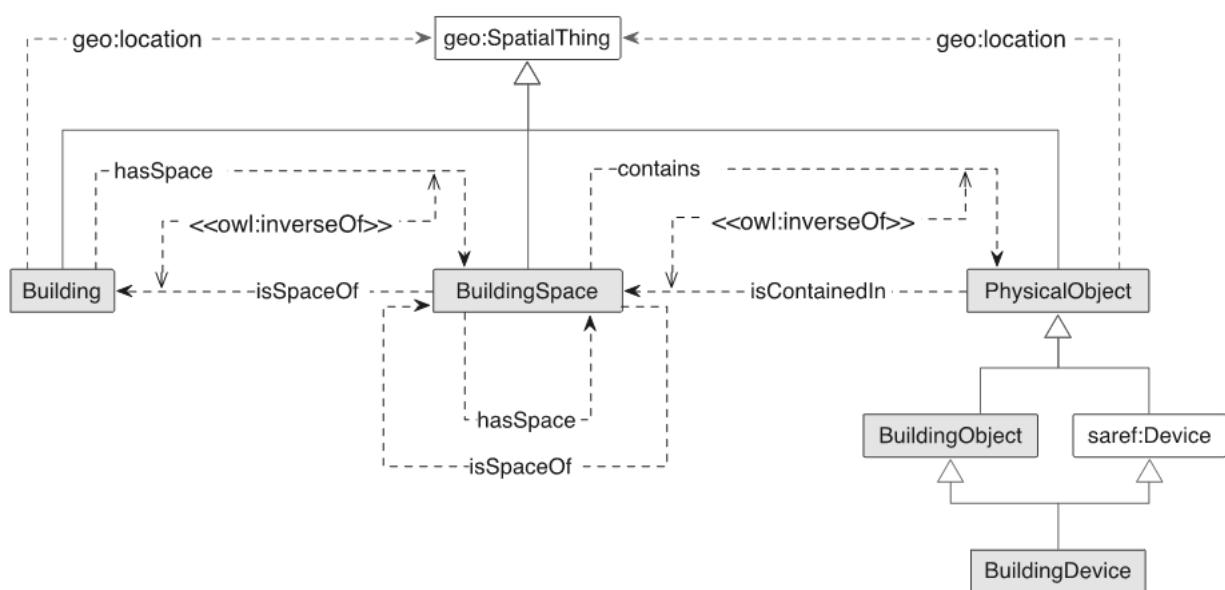 geo:location
geo:SpatialThing
geo:location
hasSpace
contains
<<owl:inverseOf>>
<<owl:inverseOf>>
Building
isSpaceOf
BuildingSpace
isContainedIn
PhysicalObject
hasSpace
isSpaceOf
BuildingObject
saref:Device
BuildingDevice